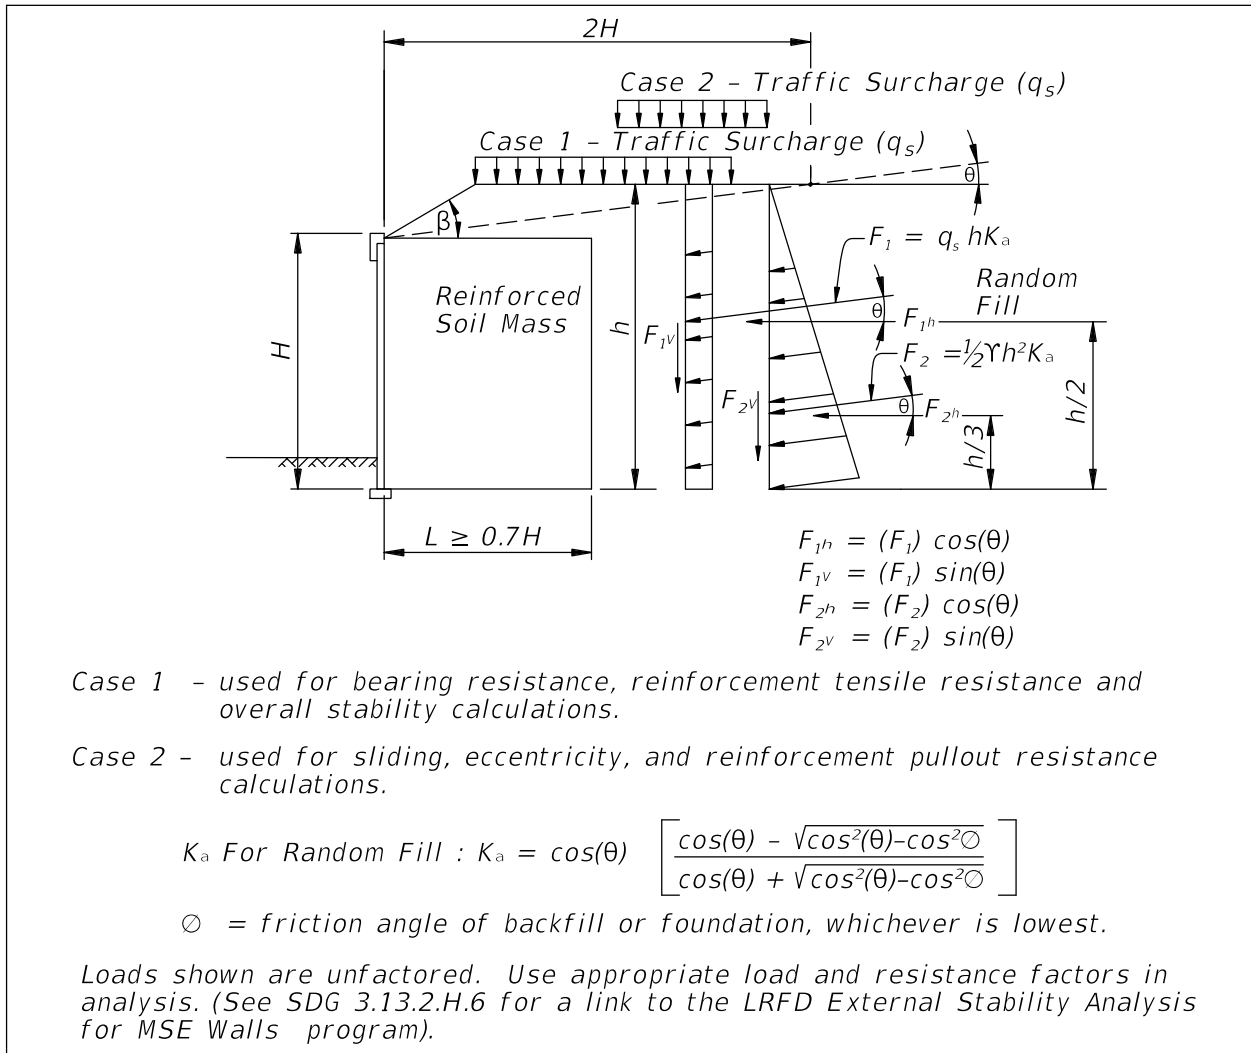 2H
Case 2 – Traffic Surcharge (qₛ)
Case 1 – Traffic Surcharge (qₛ)
θ
β
F₁ = qₛ hKₐ
Reinforced
Soil Mass
Random
Fill
H
h
F₁ᵥ
θ
F₁ₕ
F₂ = ½ϒh²Kₐ
F₂ᵥ
θ
F₂ₕ
h/3
h/2
L ≥ 0.7H
F₁ₕ = (F₁) cos(θ)
F₁ᵥ = (F₁) sin(θ)
F₂ₕ = (F₂) cos(θ)
F₂ᵥ = (F₂) sin(θ)
Case 1 – used for bearing resistance, reinforcement tensile resistance and
overall stability calculations.
Case 2 – used for sliding, eccentricity, and reinforcement pullout resistance
calculations.
Kₐ For Random Fill : Kₐ = cos(θ) [ (cos(θ) – √cos²(θ)–cos²∅) / (cos(θ) + √cos²(θ)–cos²∅) ]
∅ = friction angle of backfill or foundation, whichever is lowest.
Loads shown are unfactored. Use appropriate load and resistance factors in
analysis. (See SDG 3.13.2.H.6 for a link to the LRFD External Stability Analysis
for MSE Walls program).